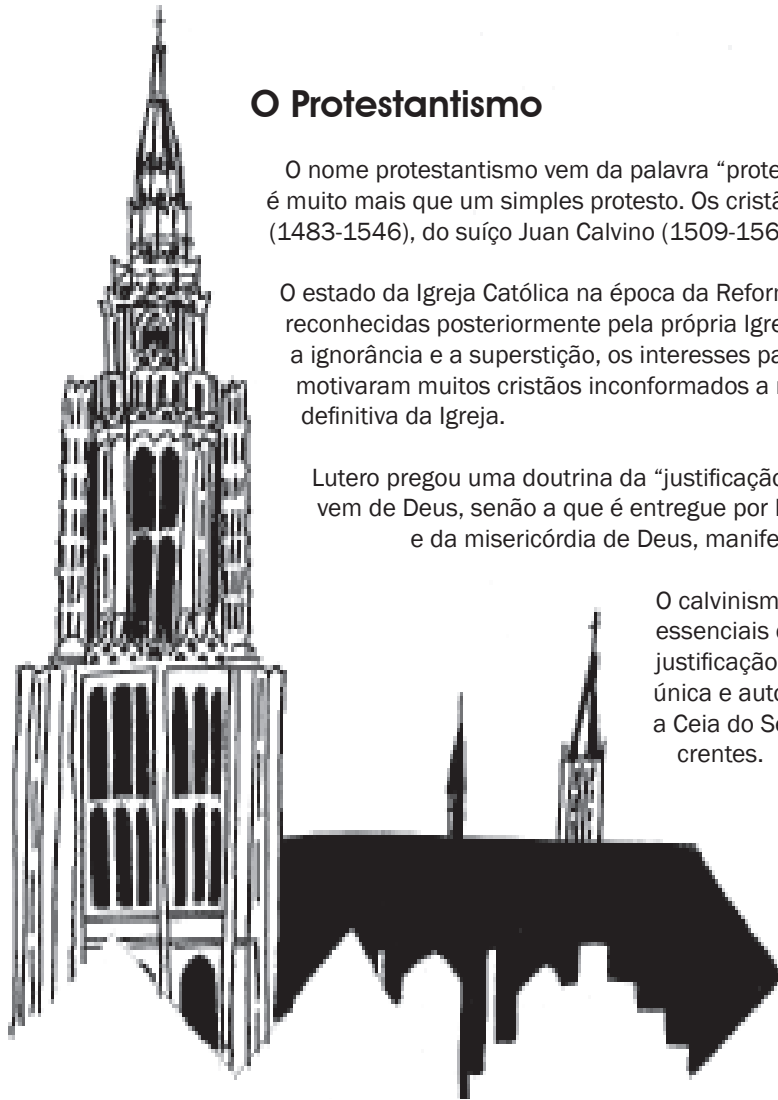 O Protestantismo
O nome protestantismo vem da palavra “prote
é muito mais que um simples protesto. Os cristã
(1483-1546), do suíço Juan Calvino (1509-156
O estado da Igreja Católica na época da Reforn
reconhecidas posteriormente pela própria Igre
a ignorância e a superstição, os interesses pa
motivaram muitos cristãos inconformados a
definitiva da Igreja.
Lutero pregou uma doutrina da “justificação
vem de Deus, senão a que é entregue por
e da misericórdia de Deus, manife
O calvinism
essenciais
justificação
única e auto
a Ceia do Se
crentes.